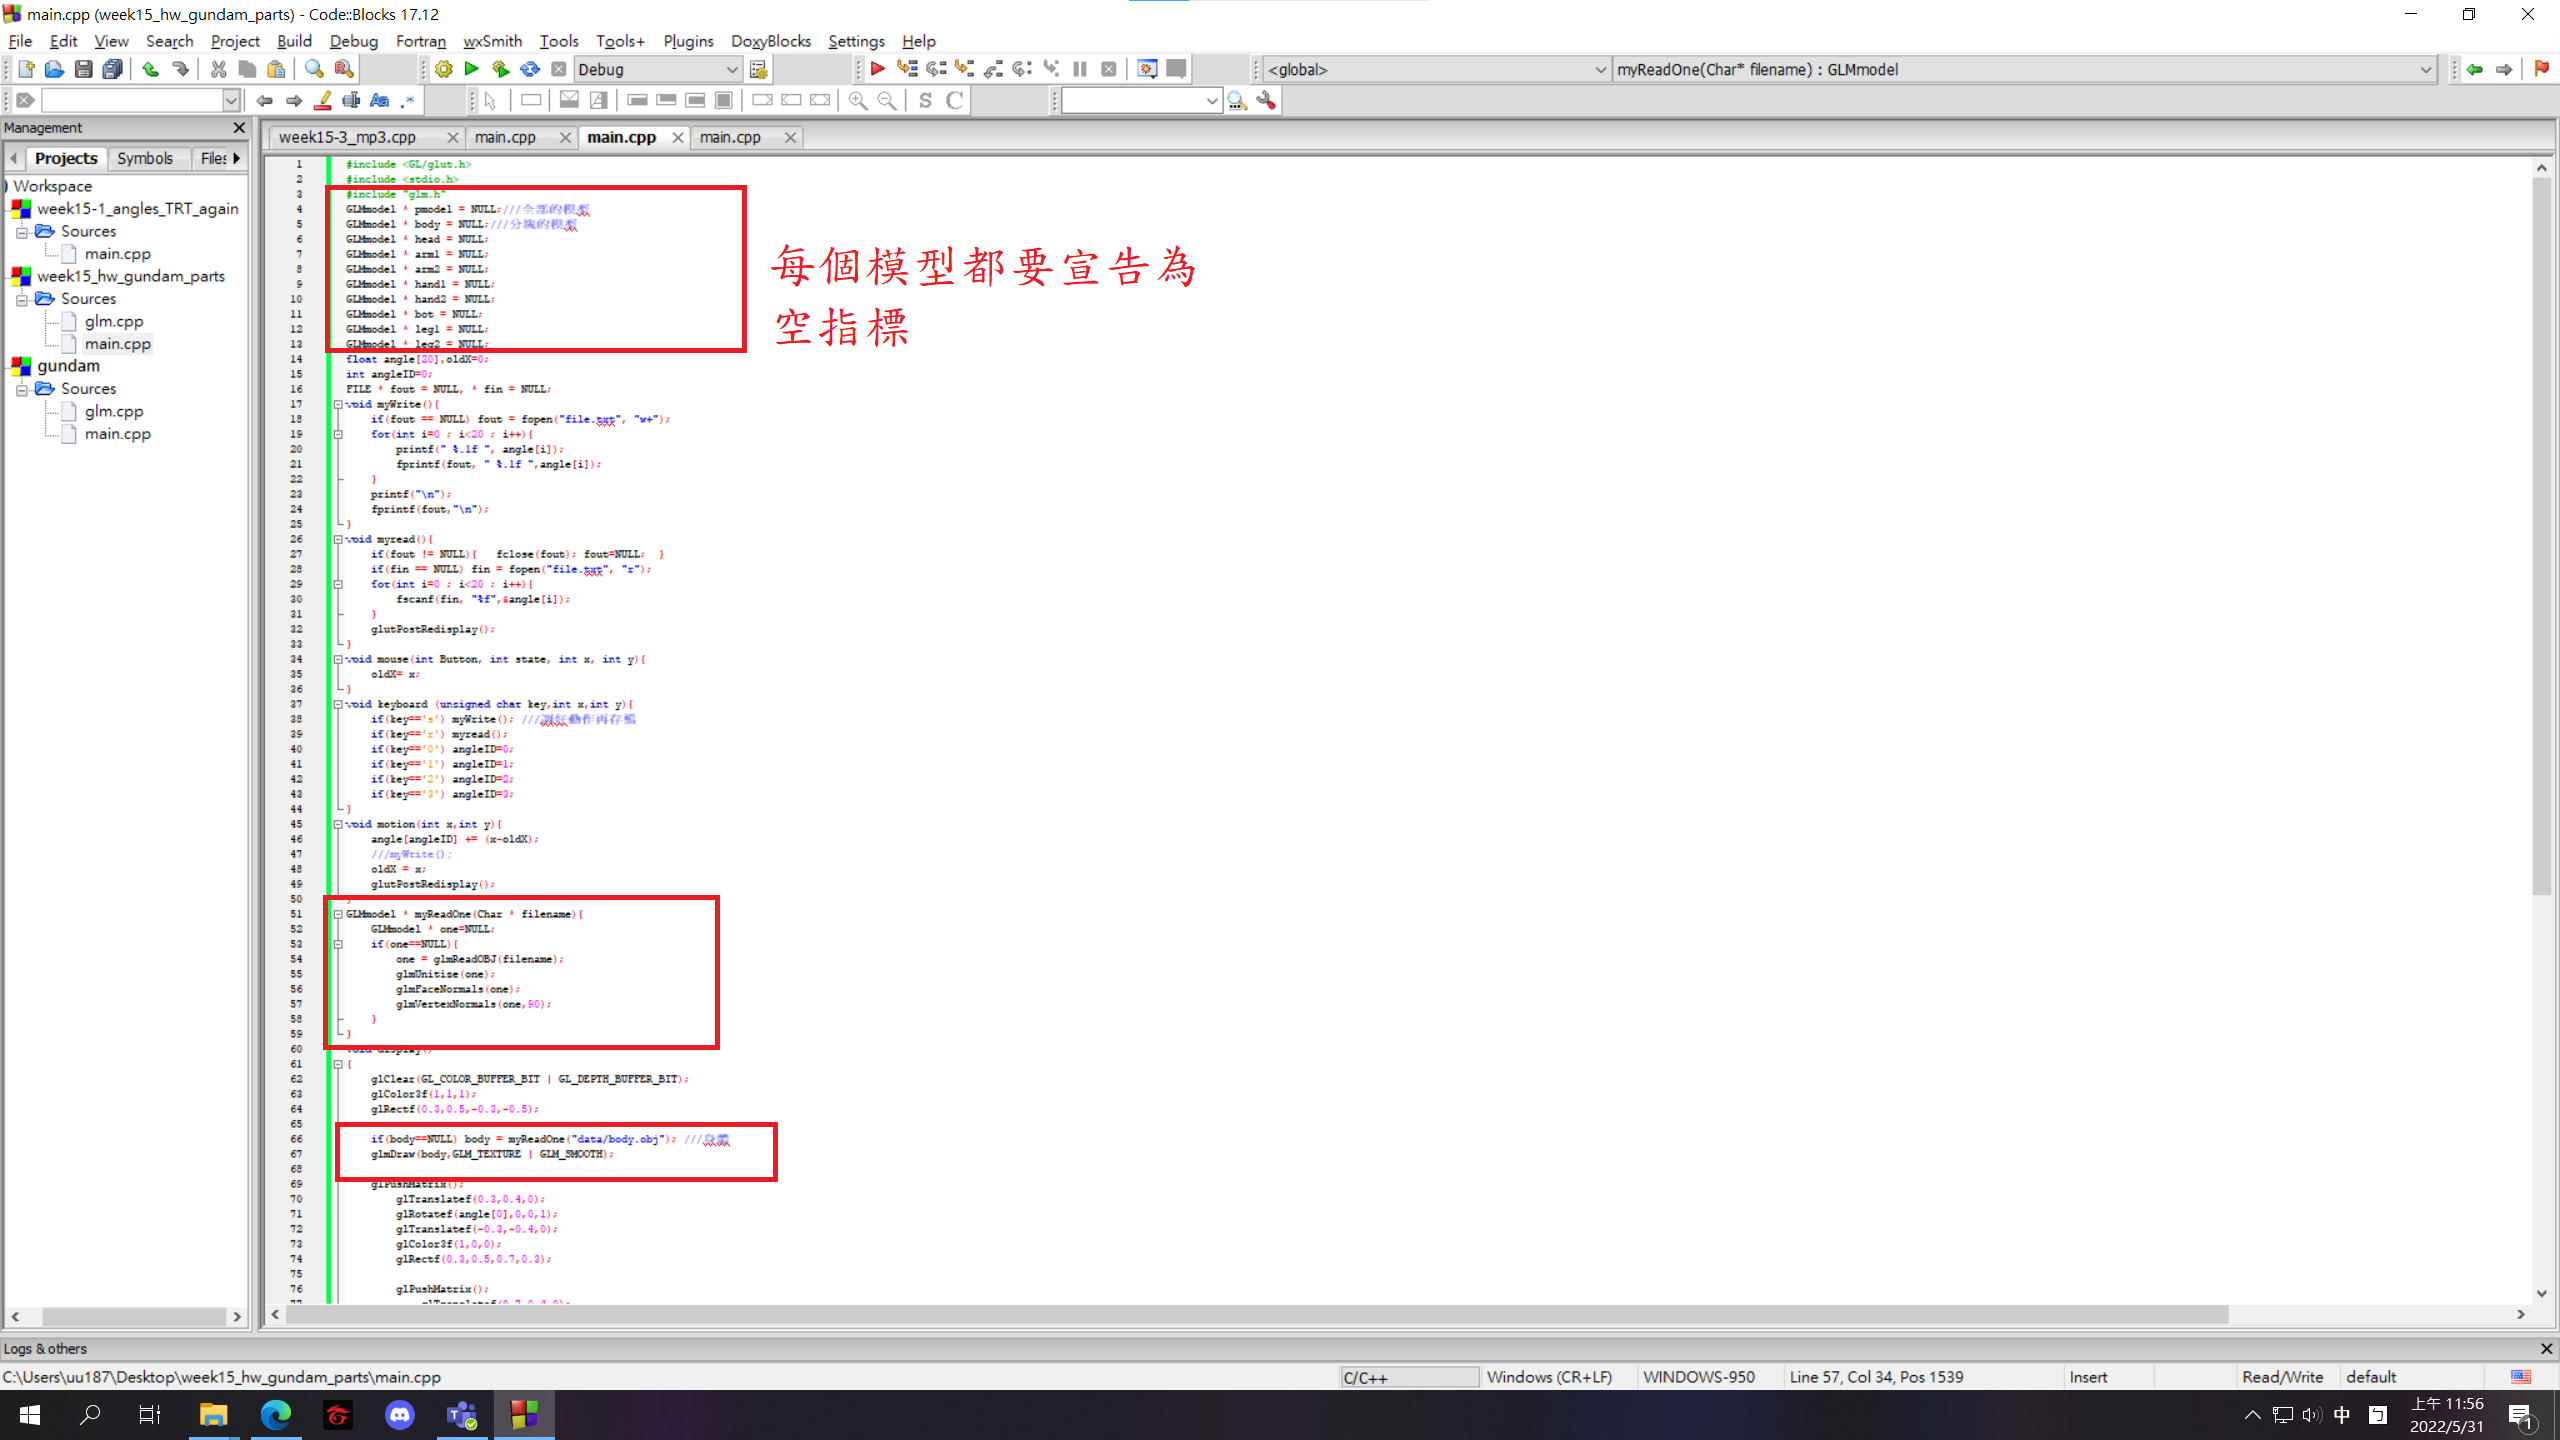 main.cpp (week15_hw_gundam_parts) - Code::Blocks 17.12
File Edit View Search Project Build Debug Fortran wxSmith Tools Tools+ Plugins DoxyBlocks Settings Help
Debug
<global>
myReadOne(Char* filename) : GLMmodel
Management
week15-3_mp3.cpp main.cpp main.cpp main.cpp
Projects Symbols Files
Workspace
week15-1_angles_TRT_again
Sources
main.cpp
week15_hw_gundam_parts
Sources
glm.cpp
main.cpp
gundam
Sources
glm.cpp
main.cpp
1 #include <GL/glut.h>
2 #include <stdio.h>
3 #include "glm.h"
4 GLMmodel * pmodel = NULL;///全部的模型
5 GLMmodel * body = NULL;///分塊的模型
6 GLMmodel * head = NULL;
7 GLMmodel * arm1 = NULL;
8 GLMmodel * arm2 = NULL;
9 GLMmodel * hand1 = NULL;
10 GLMmodel * hand2 = NULL;
11 GLMmodel * bot = NULL;
12 GLMmodel * leg1 = NULL;
13 GLMmodel * leg2 = NULL;
14 float angle[20],oldX=0;
15 int angleID=0;
16 FILE * fout = NULL, * fin = NULL;
17 void myWrite(){
18 if(fout == NULL) fout = fopen("file.txt", "w+");
19 for(int i=0 ; i<20 ; i++){
20 printf(" %.1f ", angle[i]);
21 fprintf(fout, " %.1f ",angle[i]);
22 }
23 printf("\n");
24 fprintf(fout,"\n");
25 }
26 void myread(){
27 if(fout != NULL){ fclose(fout); fout=NULL; }
28 if(fin == NULL) fin = fopen("file.txt", "r");
29 for(int i=0 ; i<20 ; i++){
30 fscanf(fin, "%f",&angle[i]);
31 }
32 glutPostRedisplay();
33 }
34 void mouse(int Button, int state, int x, int y){
35 oldX= x;
36 }
37 void keyboard (unsigned char key,int x,int y){
38 if(key=='s') myWrite(); ///調好動作再存檔
39 if(key=='r') myread();
40 if(key=='0') angleID=0;
41 if(key=='1') angleID=1;
42 if(key=='2') angleID=2;
43 if(key=='3') angleID=3;
44 }
45 void motion(int x,int y){
46 angle[angleID] += (x-oldX);
47 ///myWrite();
48 oldX = x;
49 glutPostRedisplay();
50
51 GLMmodel * myReadOne(Char * filename){
52 GLMmodel * one=NULL;
53 if(one==NULL){
54 one = glmReadOBJ(filename);
55 glmUnitize(one);
56 glmFaceNormals(one);
57 glmVertexNormals(one,90);
58 }
59 }
60 void display()
61 {
62 glClear(GL_COLOR_BUFFER_BIT | GL_DEPTH_BUFFER_BIT);
63 glColor3f(1,1,1);
64 glRectf(0.3,0.5,-0.3,-0.5);
65
66 if(body==NULL) body = myReadOne("data/body.obj"); ///身體
67 glmDraw(body,GLM_TEXTURE | GLM_SMOOTH);
68
69 glPushMatrix();
70 glTranslatef(0.3,0.4,0);
71 glRotatef(angle[0],0,0,1);
72 glTranslatef(-0.3,-0.4,0);
73 glColor3f(1,0,0);
74 glRectf(0.3,0.5,0.7,0.3);
75
76 glPushMatrix();
每個模型都要宣告為
空指標
Logs & others
C:\Users\uu187\Desktop\week15_hw_gundam_parts\main.cpp C/C++ Windows (CR+LF) WINDOWS-950 Line 57, Col 34, Pos 1539 Insert Read/Write default
中
上午 11:56
2022/5/31
1